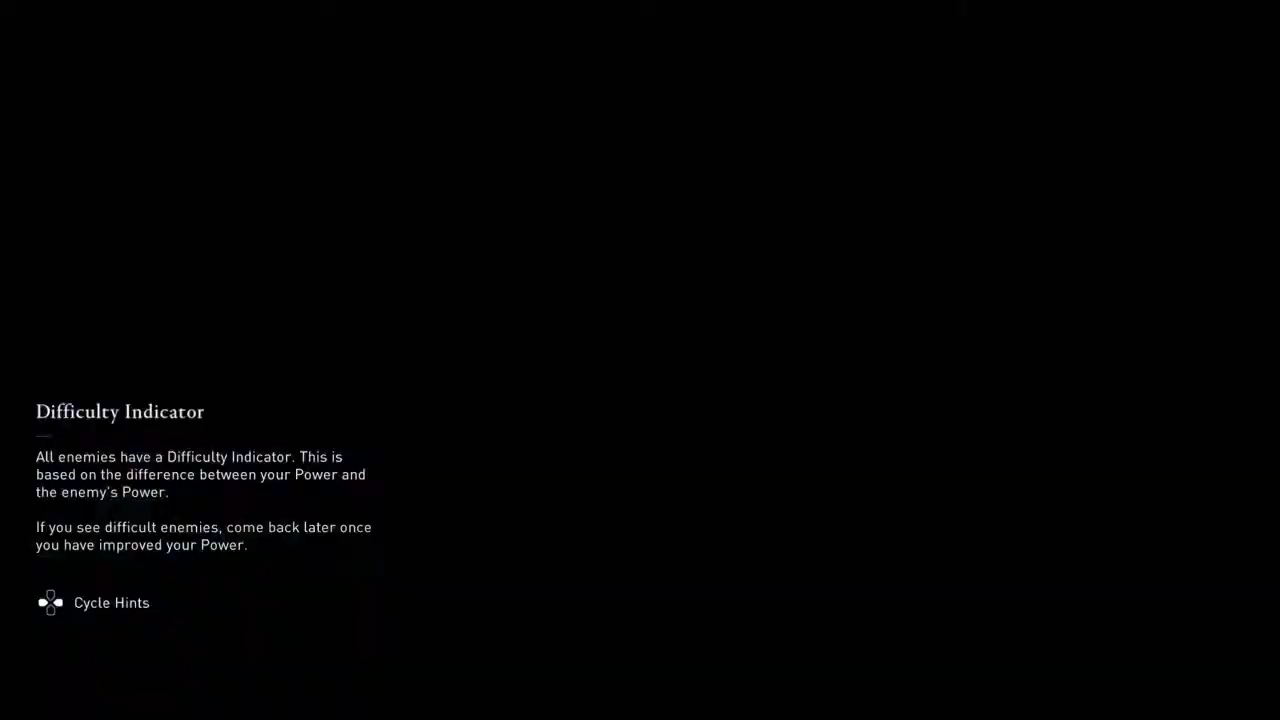 Difficulty Indicator
All enemies have a Difficulty Indicator. This is
based on the difference between your Power and
the enemy's Power.
If you see difficult enemies, come back later once
you have improved your Power.
Cycle Hints